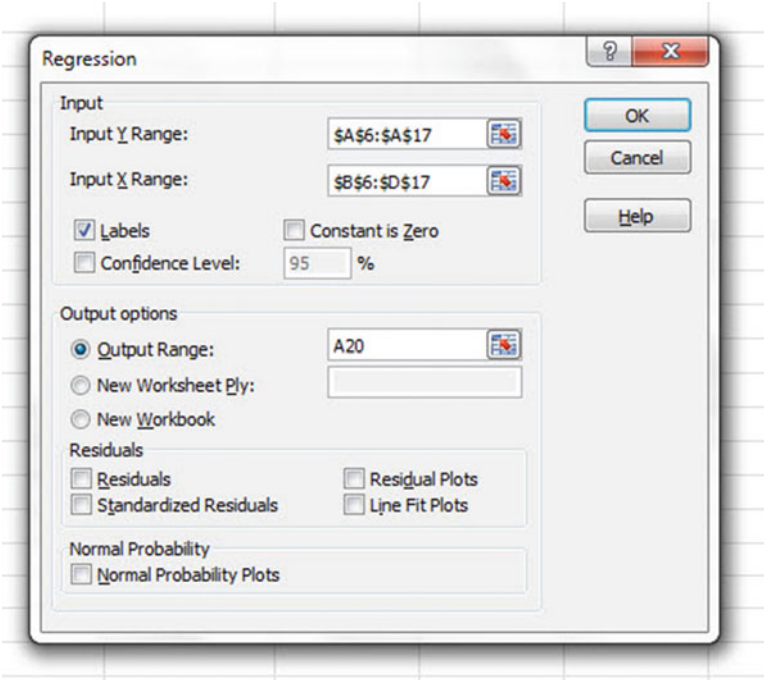 Regression
Input
Input Y Range:
$A$6:$A$17
Input X Range:
$B$6:$D$17
Labels
Constant is Zero
Confidence Level:
95
%
Output options
Output Range:
A20
New Worksheet Ply:
New Workbook
Residuals
Residuals
Residual Plots
Standardized Residuals
Line Fit Plots
Normal Probability
Normal Probability Plots
?
OK
Cancel
Help